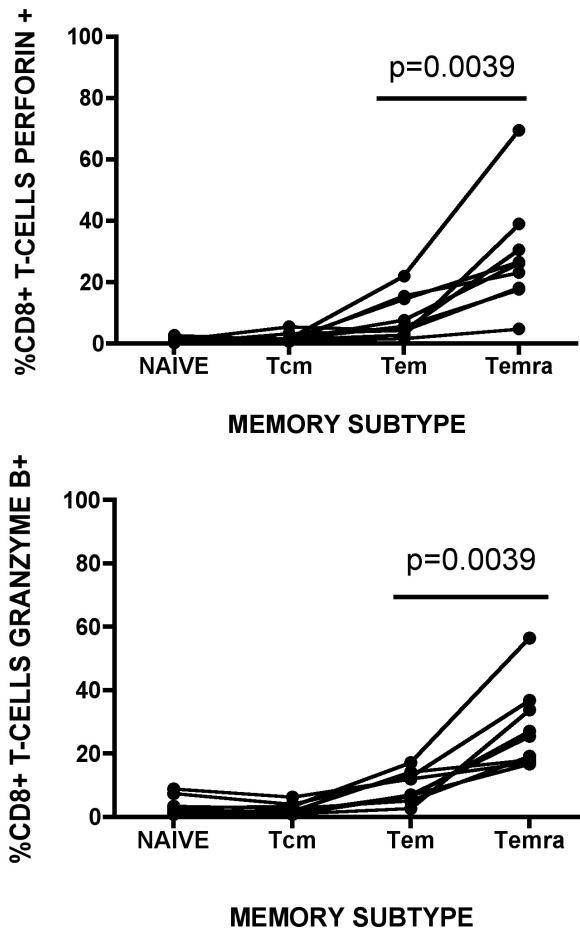 %CD8+ T-CELLS PERFORIN +
100
80
60
40
20
0
p=0.0039
NAIVE Tcm Tem Temra
MEMORY SUBTYPE
%CD8+ T-CELLS GRANZYME B+
100
80
60
40
20
0
p=0.0039
NAIVE Tcm Tem Temra
MEMORY SUBTYPE